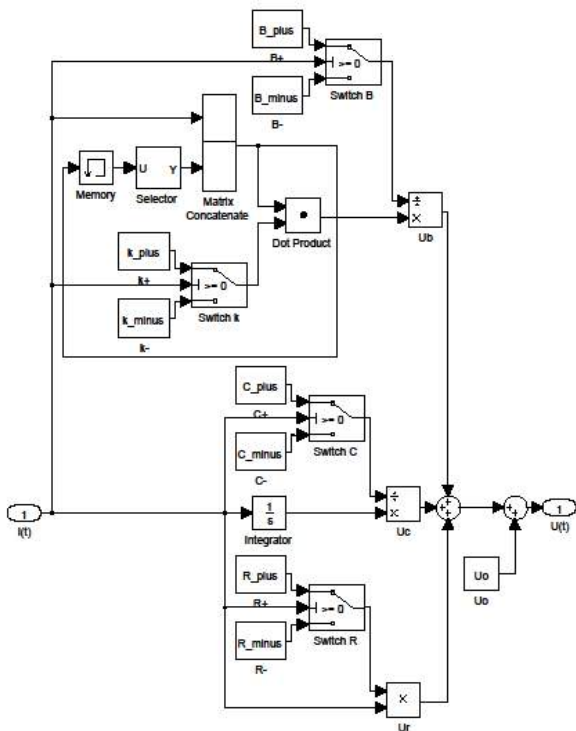 B_plus
B+
>= 0
Switch B
B_minus
B-
Memory
U Y
Selector
Matrix
Concatenate
Dot Product
÷
×
Ub
k_plus
k+
>= 0
Switch k
k_minus
k-
C_plus
C+
>= 0
Switch C
C_minus
C-
1
I(t)
1
s
Integrator
÷
×
Uc
+
+
+
+
+
1
U(t)
Uo
Uo
R_plus
R+
>= 0
Switch R
R_minus
R-
×
Ur